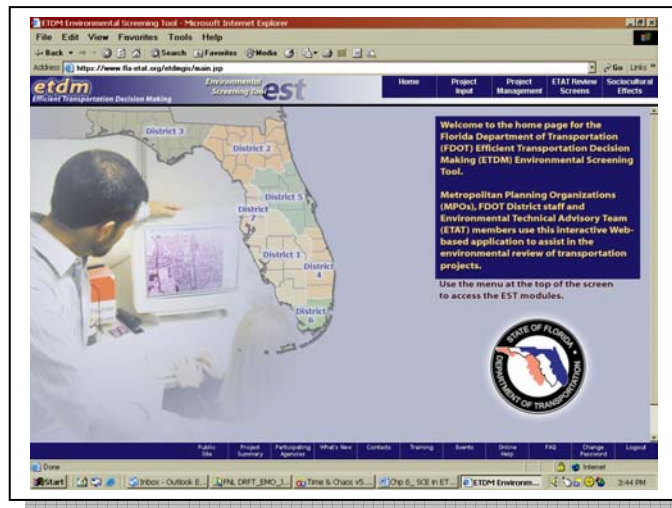 ETDM Environmental Screening Tool - Microsoft Internet Explorer
File Edit View Favorites Tools Help
Back Search Favorites Media
Address https://www.fla-etat.org/etdmgis/main.jsp Go Links
etdm Environmental Screening Tool est
Efficient Transportation Decision Making
Home Project Input Project Management ETAT Review Screens Sociocultural Effects
District 3
District 2
District 5
District 7
District 1
District 4
District 6
Welcome to the home page for the
Florida Department of Transportation
(FDOT) Efficient Transportation Decision
Making (ETDM) Environmental Screening
Tool.
Metropolitan Planning Organizations
(MPOs), FDOT District staff and
Environmental Technical Advisory Team
(ETAT) members use this interactive Web-
based application to assist in the
environmental review of transportation
projects.
Use the menu at the top of the screen
to access the EST modules.
STATE OF FLORIDA
DEPARTMENT OF TRANSPORTATION
Public Site Project Summary Participating Agencies What's New Contacts Training Events Online Help FAQ Change Password Logout
Done Internet
Start Inbox - Outlook E... FNL DRFT_EMO_J... Time & Chaos v5.... Chp 6_ SCE in ET... ETDM Environm... 3:44 PM